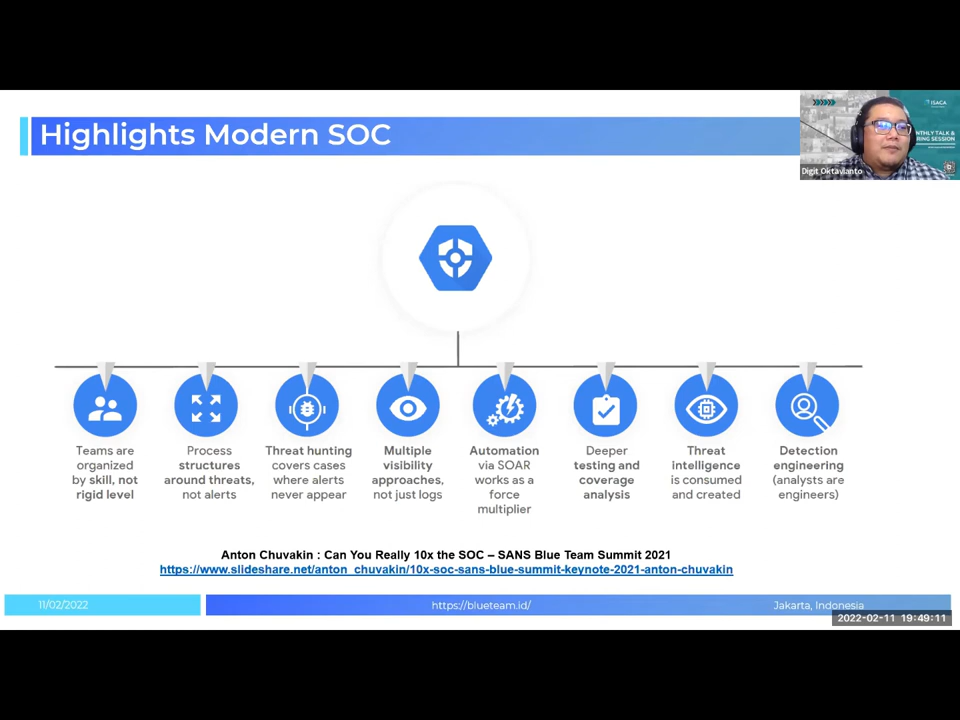 Highlights Modern SOC
ISACA
NTHLY TALK &
RING SESSION
Digit Oktavianto
Teams are
organized
by skill, not
rigid level
Process
structures
around threats,
not alerts
Threat hunting
covers cases
where alerts
never appear
Multiple
visibility
approaches,
not just logs
Automation
via SOAR
works as a
force
multiplier
Deeper
testing and
coverage
analysis
Threat
intelligence
is consumed
and created
Detection
engineering
(analysts are
engineers)
Anton Chuvakin : Can You Really 10x the SOC – SANS Blue Team Summit 2021
https://www.slideshare.net/anton_chuvakin/10x-soc-sans-blue-summit-keynote-2021-anton-chuvakin
11/02/2022
https://blueteam.id/
Jakarta, Indonesia
2022-02-11 19:49:11